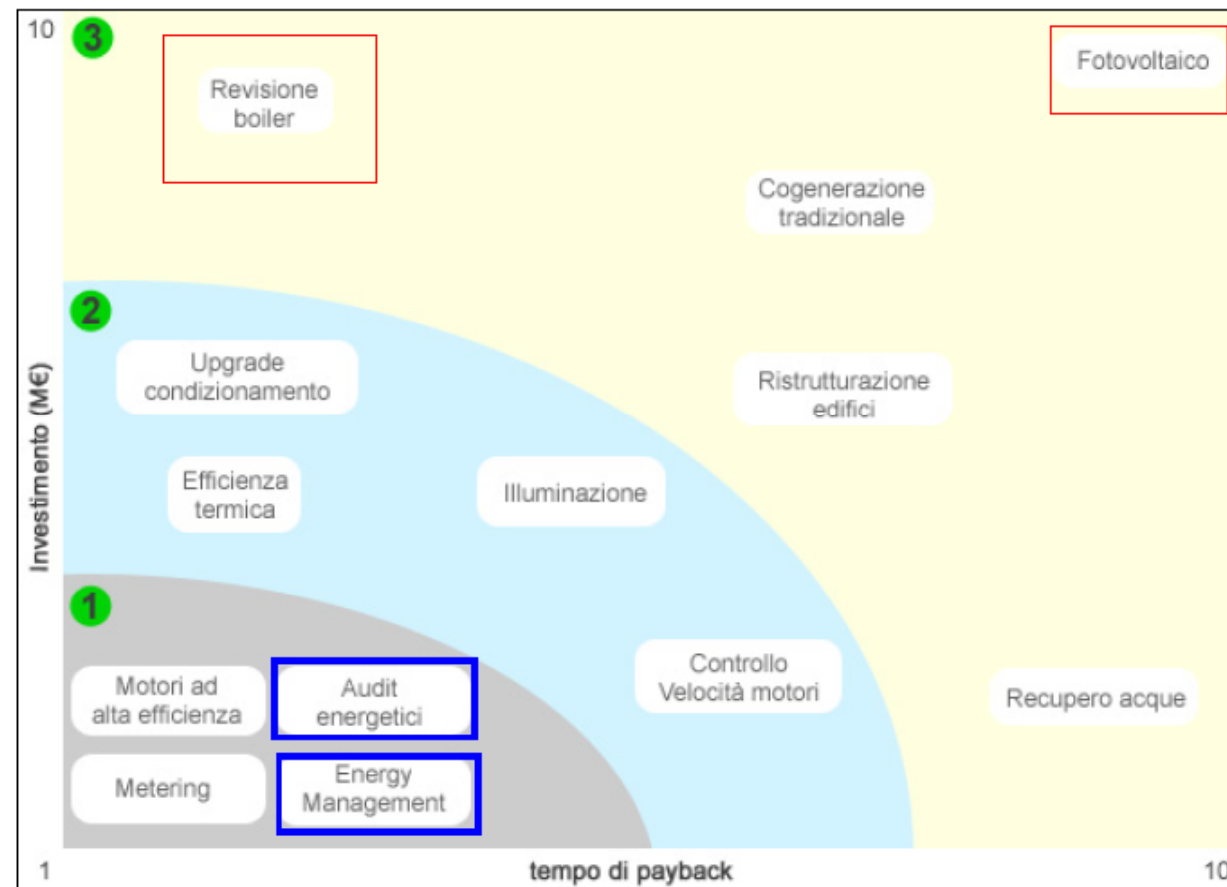 10
3
Revisione
boiler
Fotovoltaico
Cogenerazione
tradizionale
2
Upgrade
condizionamento
Ristrutturazione
edifici
Efficienza
termica
Illuminazione
Investimento (M€)
1
Motori ad
alta efficienza
Audit
energetici
Controllo
Velocità motori
Recupero acque
Metering
Energy
Management
1
tempo di payback
10